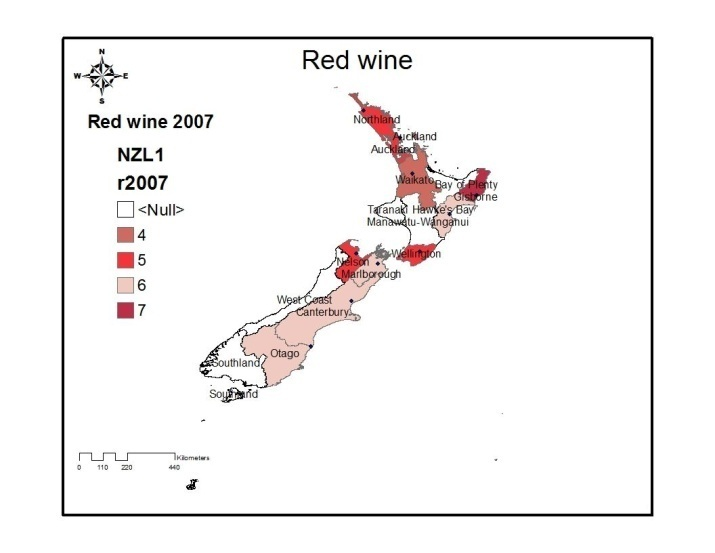 Red wine
N
W E
S
Red wine 2007
NZL1
r2007
<Null>
4
5
6
7
Northland
Auckland
Auckland
Waikato
Bay of Plenty
Gisborne
Taranaki Hawke's Bay
Manawatu-Wanganui
Wellington
Nelson
Marlborough
West Coast
Canterbury
Otago
Southland
Southland
Kilometers
0 110 220 440